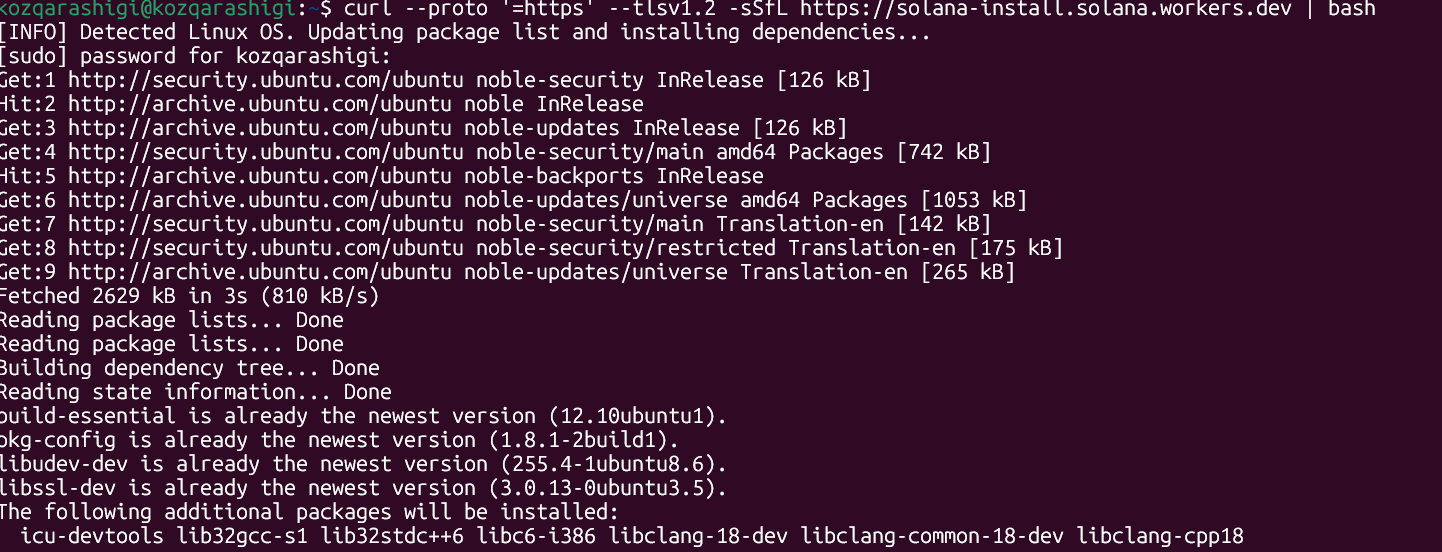 kozqarashigi@kozqarashigi:~$ curl --proto '=https' --tlsv1.2 -sSfL https://solana-install.solana.workers.dev | bash
[INFO] Detected Linux OS. Updating package list and installing dependencies...
[sudo] password for kozqarashigi:
Get:1 http://security.ubuntu.com/ubuntu noble-security InRelease [126 kB]
Hit:2 http://archive.ubuntu.com/ubuntu noble InRelease
Get:3 http://archive.ubuntu.com/ubuntu noble-updates InRelease [126 kB]
Get:4 http://security.ubuntu.com/ubuntu noble-security/main amd64 Packages [742 kB]
Hit:5 http://archive.ubuntu.com/ubuntu noble-backports InRelease
Get:6 http://archive.ubuntu.com/ubuntu noble-updates/universe amd64 Packages [1053 kB]
Get:7 http://security.ubuntu.com/ubuntu noble-security/main Translation-en [142 kB]
Get:8 http://security.ubuntu.com/ubuntu noble-security/restricted Translation-en [175 kB]
Get:9 http://archive.ubuntu.com/ubuntu noble-updates/universe Translation-en [265 kB]
Fetched 2629 kB in 3s (810 kB/s)
Reading package lists... Done
Reading package lists... Done
Building dependency tree... Done
Reading state information... Done
build-essential is already the newest version (12.10ubuntu1).
pkg-config is already the newest version (1.8.1-2build1).
libudev-dev is already the newest version (255.4-1ubuntu8.6).
libssl-dev is already the newest version (3.0.13-0ubuntu3.5).
The following additional packages will be installed:
  icu-devtools lib32gcc-s1 lib32stdc++6 libc6-i386 libclang-18-dev libclang-common-18-dev libclang-cpp18